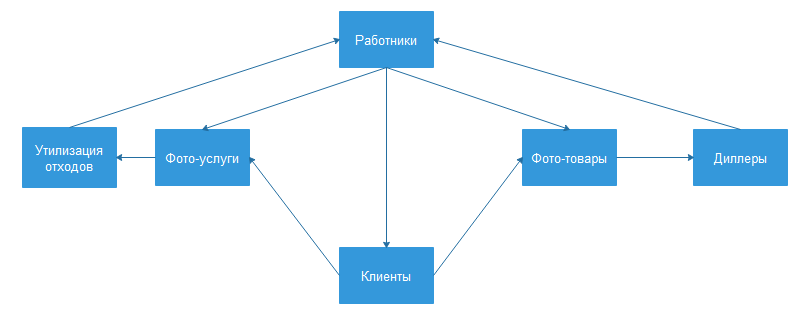 Работники
Утилизация
отходов
Фото-услуги
Фото-товары
Диллеры
Клиенты